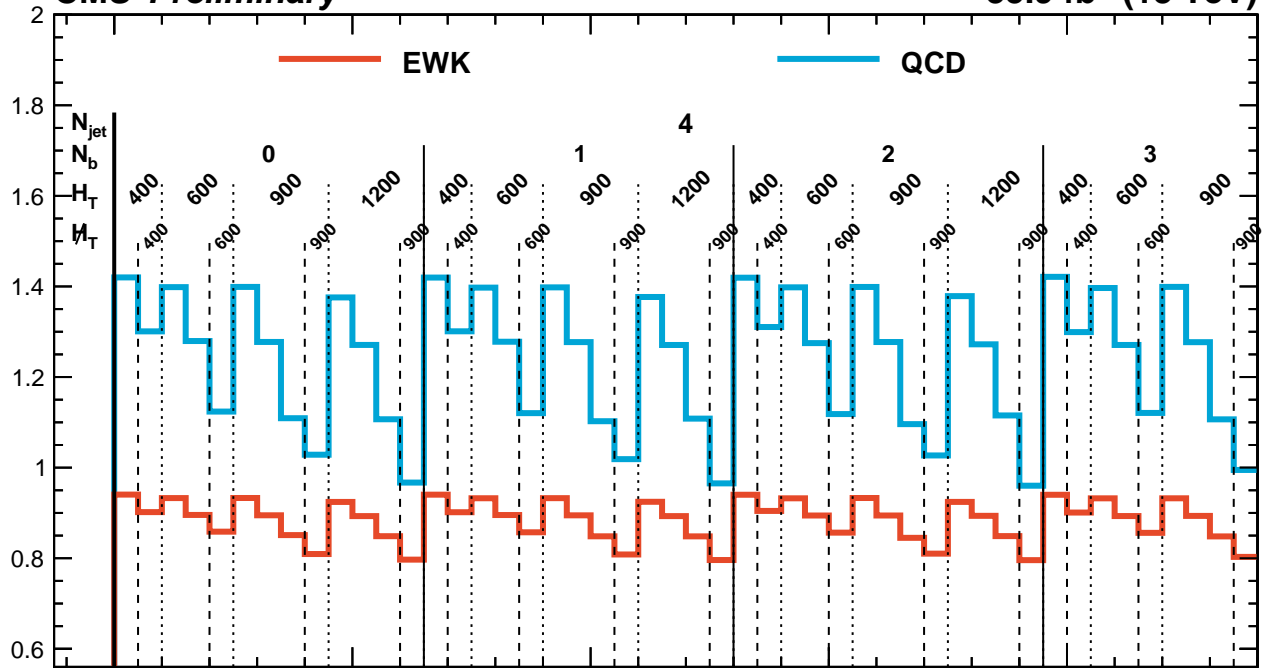 CMS Preliminary (13 TeV)
2
EWK QCD
1.8
N_jet 4
N_b 0 1 2 3
1.6
H_T 400 600 900 1200 400 600 900 1200 400 600 900 1200 400 600 900
H̸_T 400 600 900 900 400 600 900 900 400 600 900 900 400 600 900
1.4
1.2
1
0.8
0.6